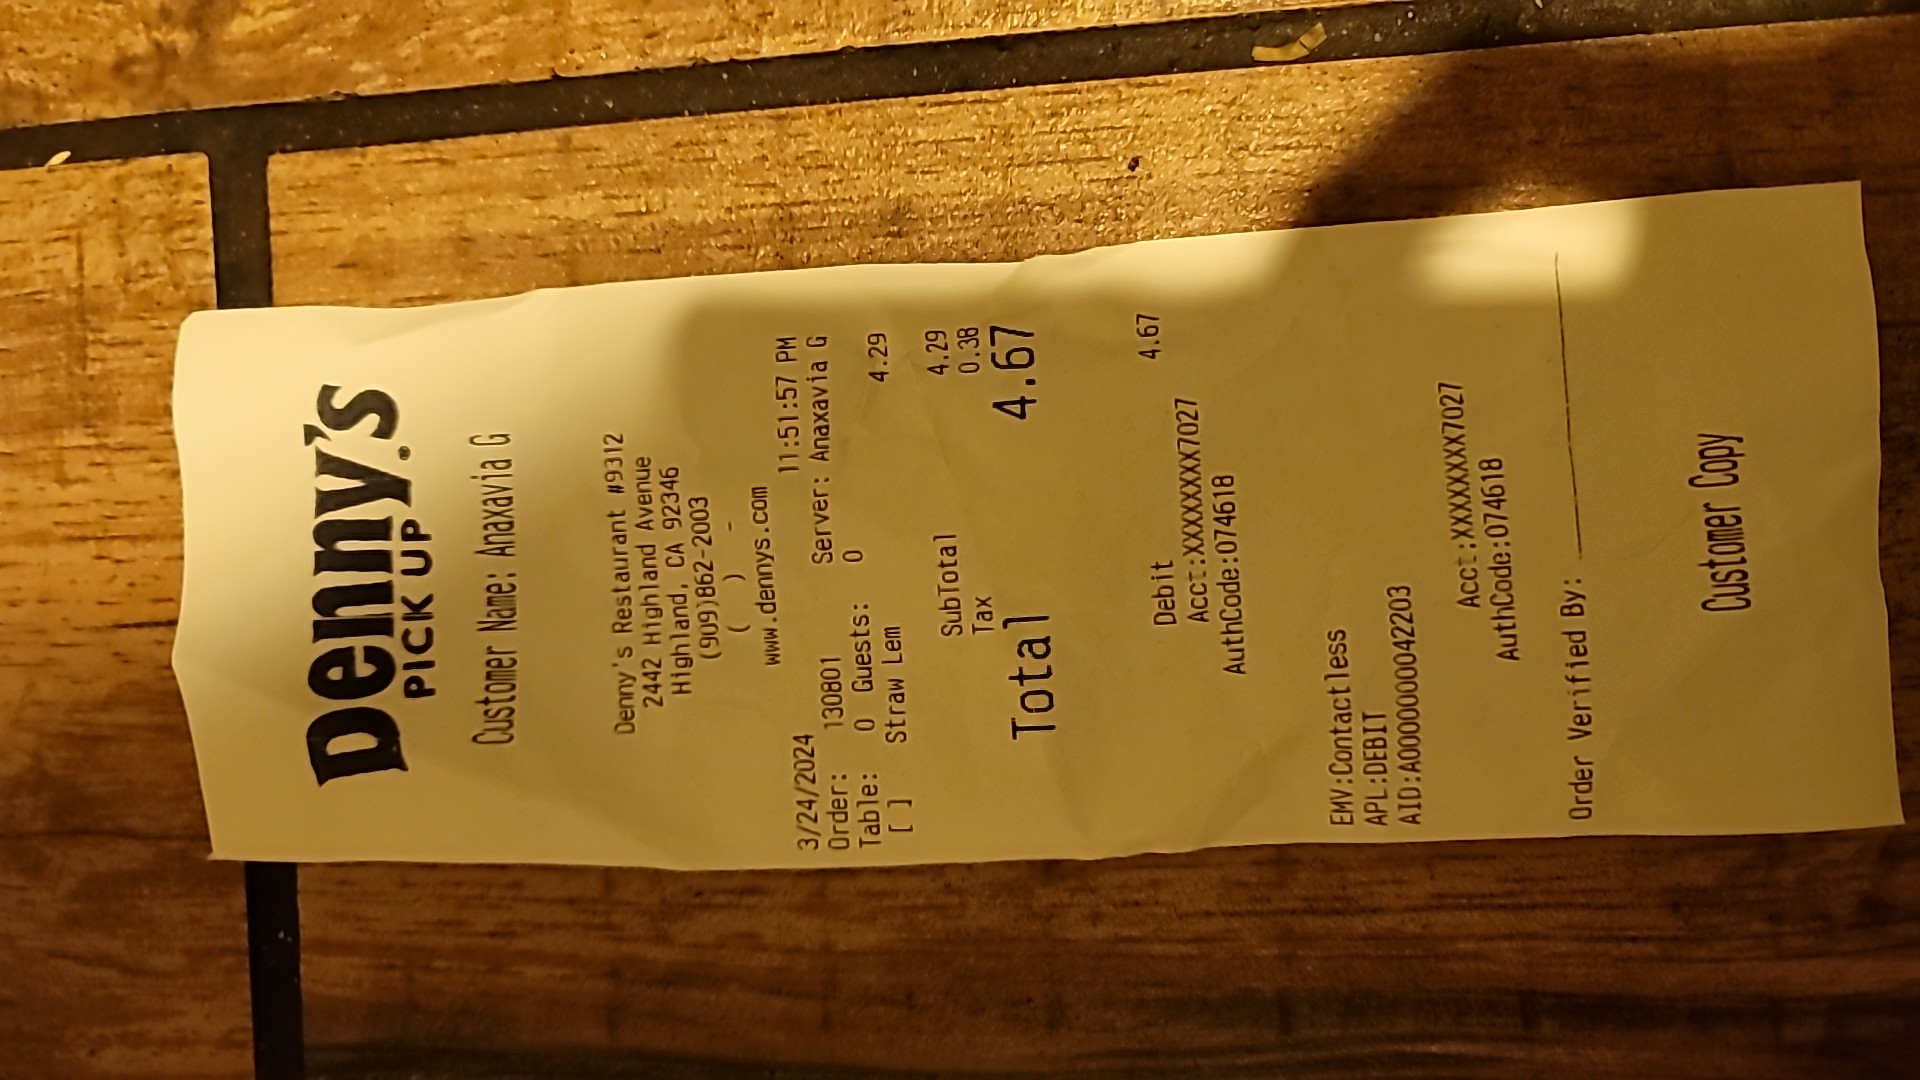 Denny's
PICK UP
Customer Name: Anaxavia G
Denny's Restaurant #9312
2442 Highland Avenue
Highland, CA 92346
(909)862-2003
(   )   -
www.dennys.com
3/24/2024 11:51:57 PM
Order: 130801 Server: Anaxavia G
Table: 0 Guests: 0
[ ] Straw Lem 4.29
SubTotal 4.29
Tax 0.38
Total 4.67
Debit 4.67
Acct:XXXXXXXX7027
AuthCode:074618
EMV:Contactless
APL:DEBIT
AID:A0000000042203
Acct:XXXXXXXX7027
AuthCode:074618
Order Verified By:
Customer Copy